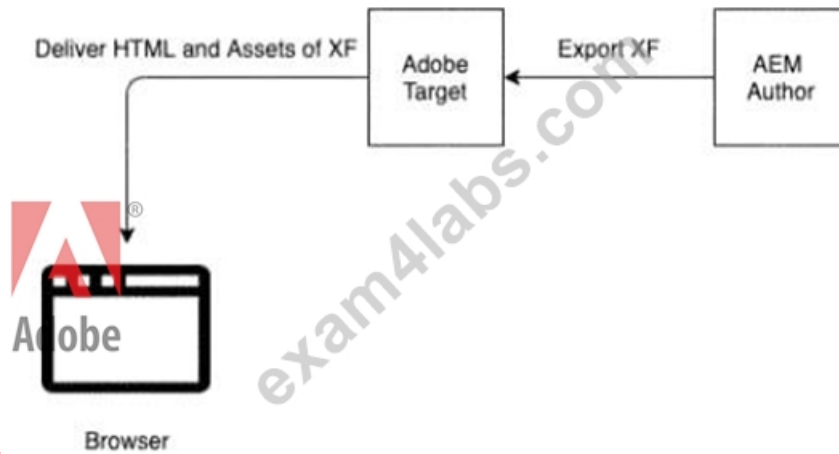 Deliver HTML and Assets of XF
Adobe
Target
Export XF
AEM
Author
exam4labs.com
®
Adobe
Browser